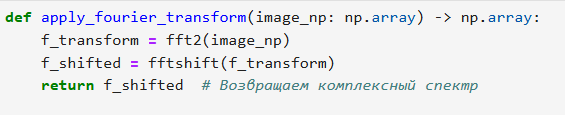 def apply_fourier_transform(image_np: np.array) -> np.array:
    f_transform = fft2(image_np)
    f_shifted = fftshift(f_transform)
    return f_shifted  # Возвращаем комплексный спектр